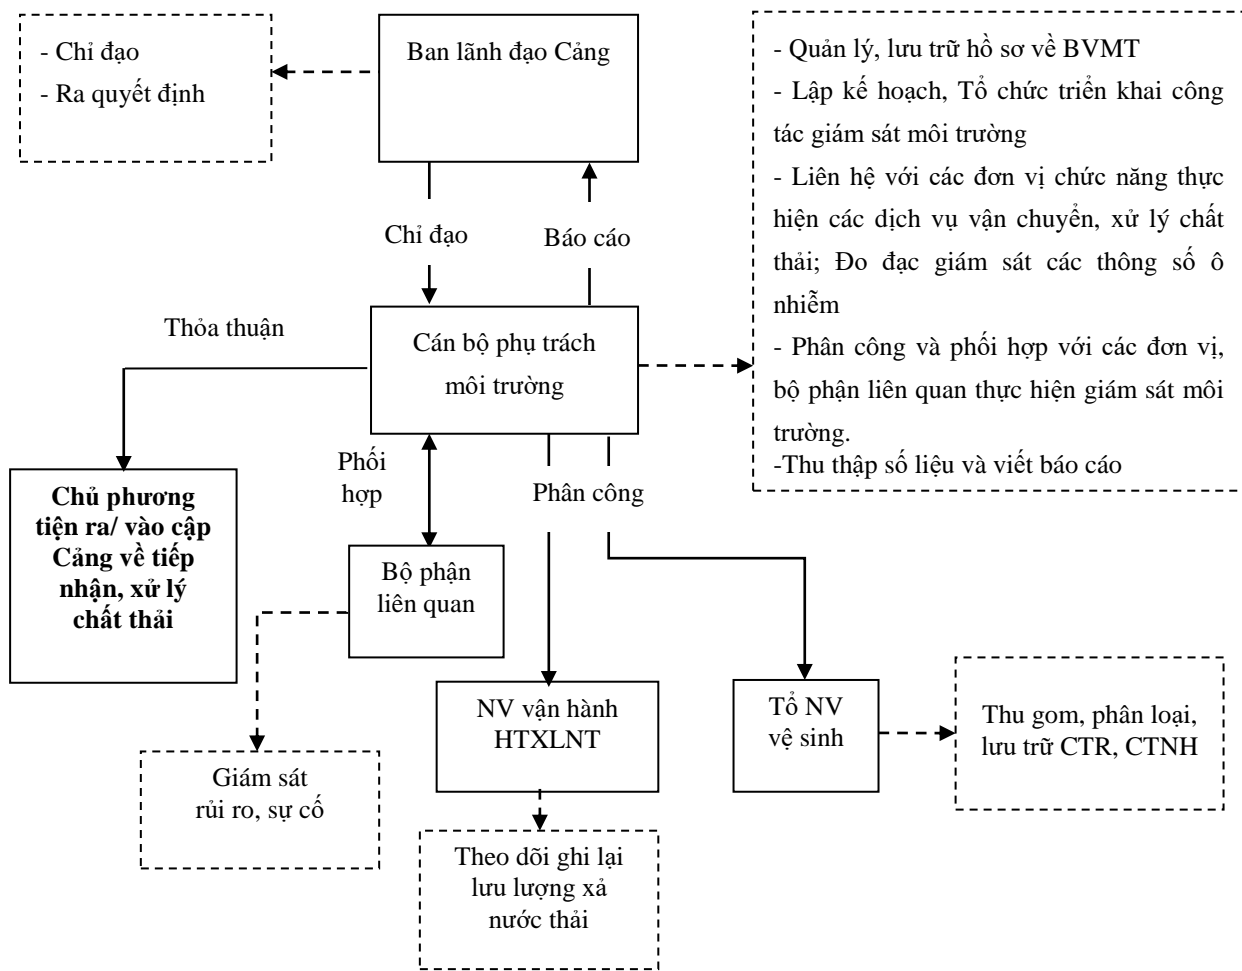 - Chỉ đạo
- Ra quyết định
Ban lãnh đạo Cảng
- Quản lý, lưu trữ hồ sơ về BVMT
- Lập kế hoạch, Tổ chức triển khai công
tác giám sát môi trường
- Liên hệ với các đơn vị chức năng thực
hiện các dịch vụ vận chuyển, xử lý chất
thải; Đo đạc giám sát các thông số ô
nhiễm
- Phân công và phối hợp với các đơn vị,
bộ phận liên quan thực hiện giám sát môi
trường.
-Thu thập số liệu và viết báo cáo
Chỉ đạo
Báo cáo
Thỏa thuận
Cán bộ phụ trách
môi trường
Phối
hợp
Phân công
Chủ phương
tiện ra/ vào cập
Cảng về tiếp
nhận, xử lý
chất thải
Bộ phận
liên quan
NV vận hành
HTXLNT
Tổ NV
vệ sinh
Thu gom, phân loại,
lưu trữ CTR, CTNH
Giám sát
rủi ro, sự cố
Theo dõi ghi lại
lưu lượng xả
nước thải